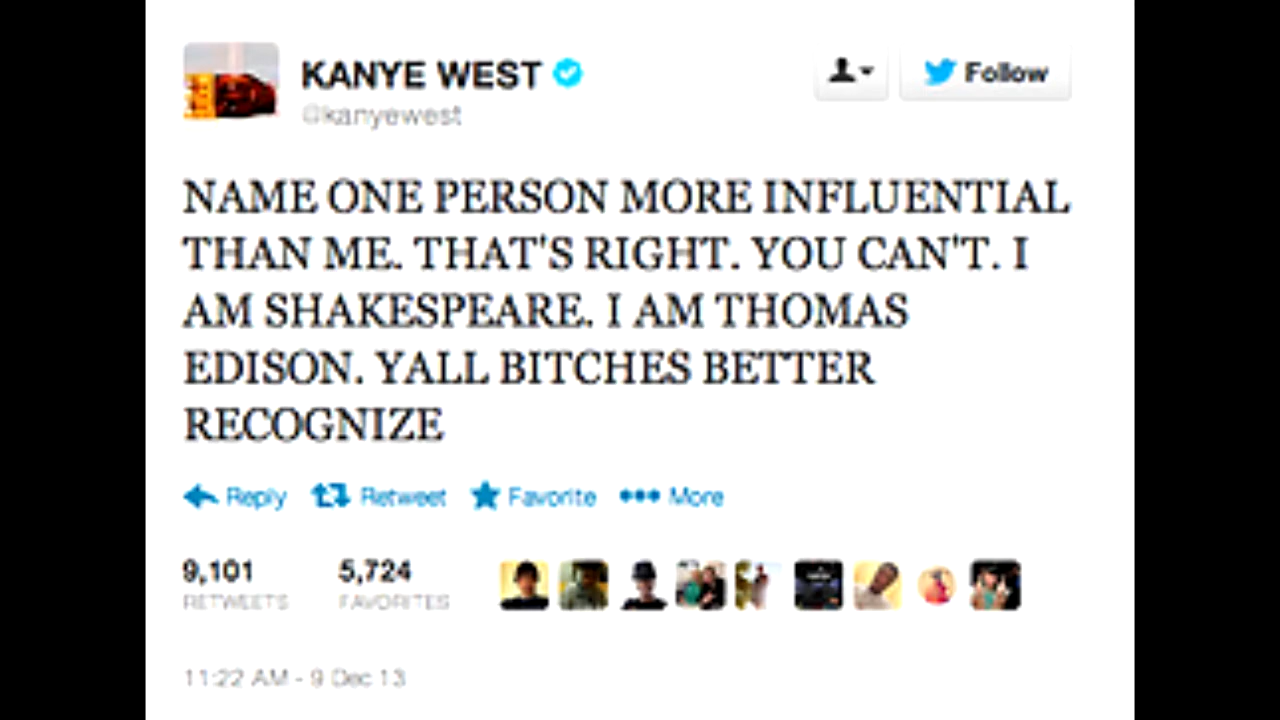 KANYE WEST
@kanyewest
Follow
NAME ONE PERSON MORE INFLUENTIAL
THAN ME. THAT'S RIGHT. YOU CAN'T. I
AM SHAKESPEARE. I AM THOMAS
EDISON. YALL BITCHES BETTER
RECOGNIZE
Reply Retweet Favorite More
9,101 5,724
RETWEETS FAVORITES
11:22 AM - 9 Dec 13